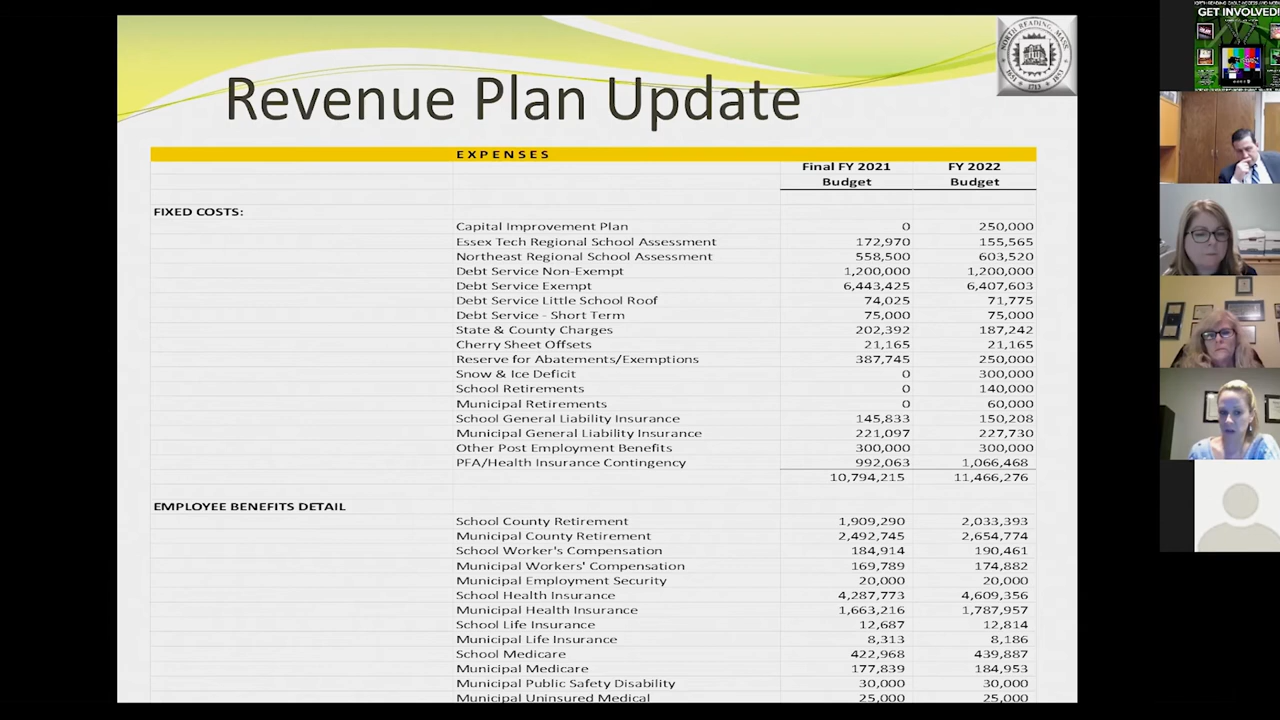 Revenue Plan Update
NORTH READING, MASS.
1713
GET INVOLVED!
EXPENSES
Final FY 2021 FY 2022
Budget Budget
FIXED COSTS:
Capital Improvement Plan 0 250,000
Essex Tech Regional School Assessment 172,970 155,565
Northeast Regional School Assessment 558,500 603,520
Debt Service Non-Exempt 1,200,000 1,200,000
Debt Service Exempt 6,443,425 6,407,603
Debt Service Little School Roof 74,025 71,775
Debt Service - Short Term 75,000 75,000
State & County Charges 202,392 187,242
Cherry Sheet Offsets 21,165 21,165
Reserve for Abatements/Exemptions 387,745 250,000
Snow & Ice Deficit 0 300,000
School Retirements 0 140,000
Municipal Retirements 0 60,000
School General Liability Insurance 145,833 150,208
Municipal General Liability Insurance 221,097 227,730
Other Post Employment Benefits 300,000 300,000
PFA/Health Insurance Contingency 992,063 1,066,468
10,794,215 11,466,276
EMPLOYEE BENEFITS DETAIL
School County Retirement 1,909,290 2,033,393
Municipal County Retirement 2,492,745 2,654,774
School Worker's Compensation 184,914 190,461
Municipal Workers' Compensation 169,789 174,882
Municipal Employment Security 20,000 20,000
School Health Insurance 4,287,773 4,609,356
Municipal Health Insurance 1,663,216 1,787,957
School Life Insurance 12,687 12,814
Municipal Life Insurance 8,313 8,186
School Medicare 422,968 439,887
Municipal Medicare 177,839 184,953
Municipal Public Safety Disability 30,000 30,000
Municipal Uninsured Medical 25,000 25,000